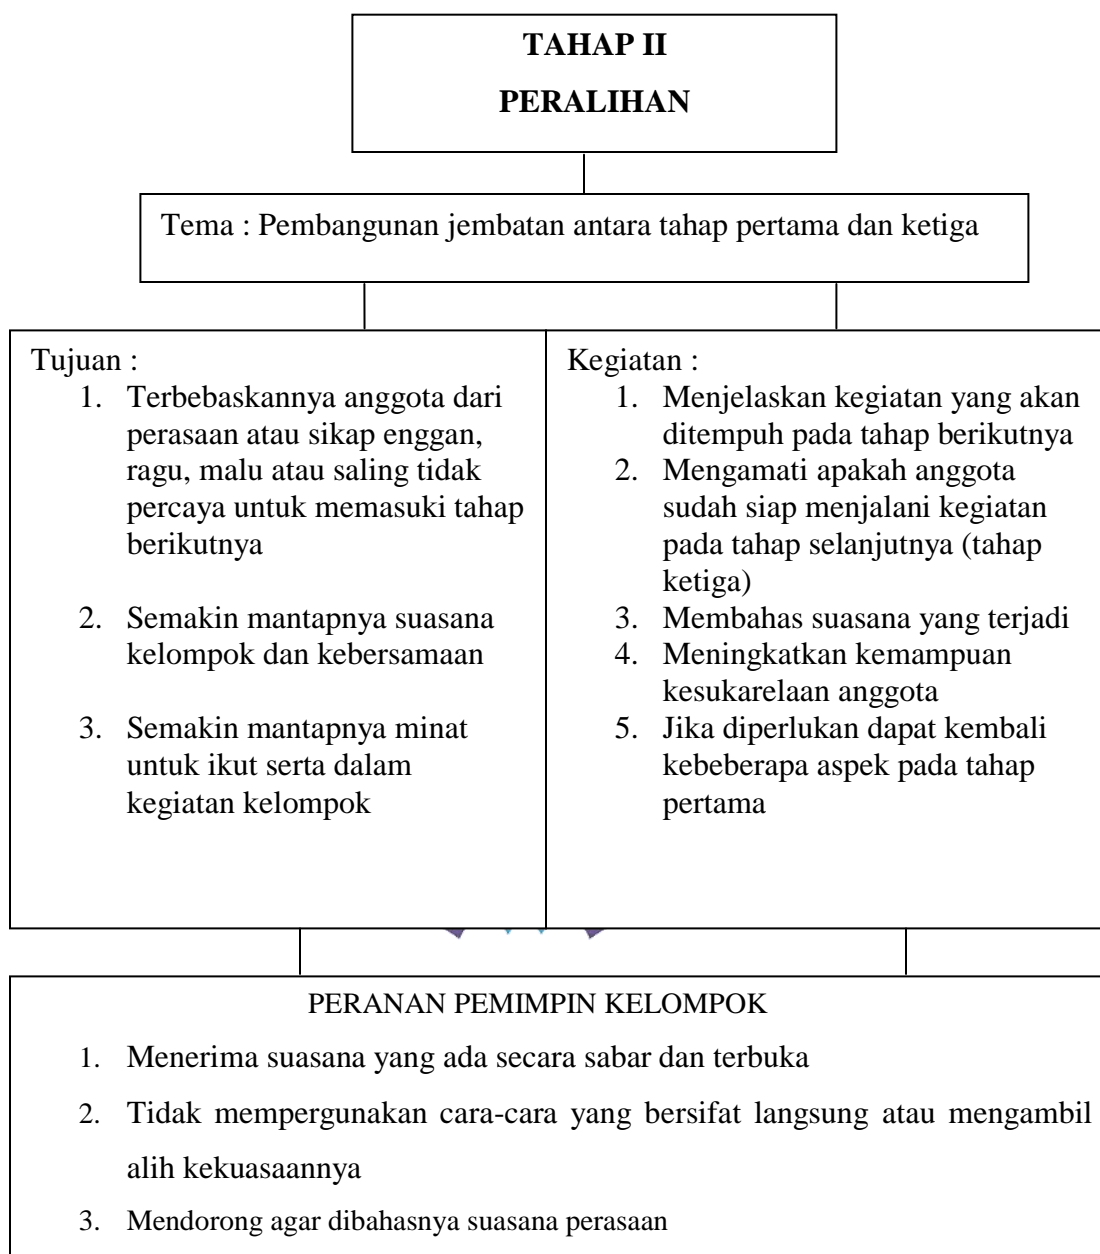 TAHAP II
PERALIHAN
Tema : Pembangunan jembatan antara tahap pertama dan ketiga
Tujuan :
1. Terbebaskannya anggota dari
perasaan atau sikap enggan,
ragu, malu atau saling tidak
percaya untuk memasuki tahap
berikutnya
2. Semakin mantapnya suasana
kelompok dan kebersamaan
3. Semakin mantapnya minat
untuk ikut serta dalam
kegiatan kelompok
Kegiatan :
1. Menjelaskan kegiatan yang akan
ditempuh pada tahap berikutnya
2. Mengamati apakah anggota
sudah siap menjalani kegiatan
pada tahap selanjutnya (tahap
ketiga)
3. Membahas suasana yang terjadi
4. Meningkatkan kemampuan
kesukarelaan anggota
5. Jika diperlukan dapat kembali
kebeberapa aspek pada tahap
pertama
PERANAN PEMIMPIN KELOMPOK
1. Menerima suasana yang ada secara sabar dan terbuka
2. Tidak mempergunakan cara-cara yang bersifat langsung atau mengambil
alih kekuasaannya
3. Mendorong agar dibahasnya suasana perasaan